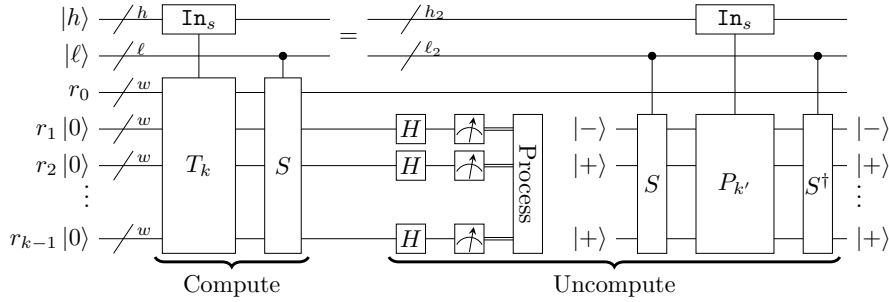 |h⟩ h In_s = h_2 In_s
|ℓ⟩ ℓ ℓ_2
r_0 w
r_1 |0⟩ w H |−⟩ |−⟩
r_2 |0⟩ w T_k S H Process |+⟩ S P_{k'} S^† |+⟩
⋮ ⋮ ⋮
r_{k−1} |0⟩ w H |+⟩ |+⟩
Compute Uncompute